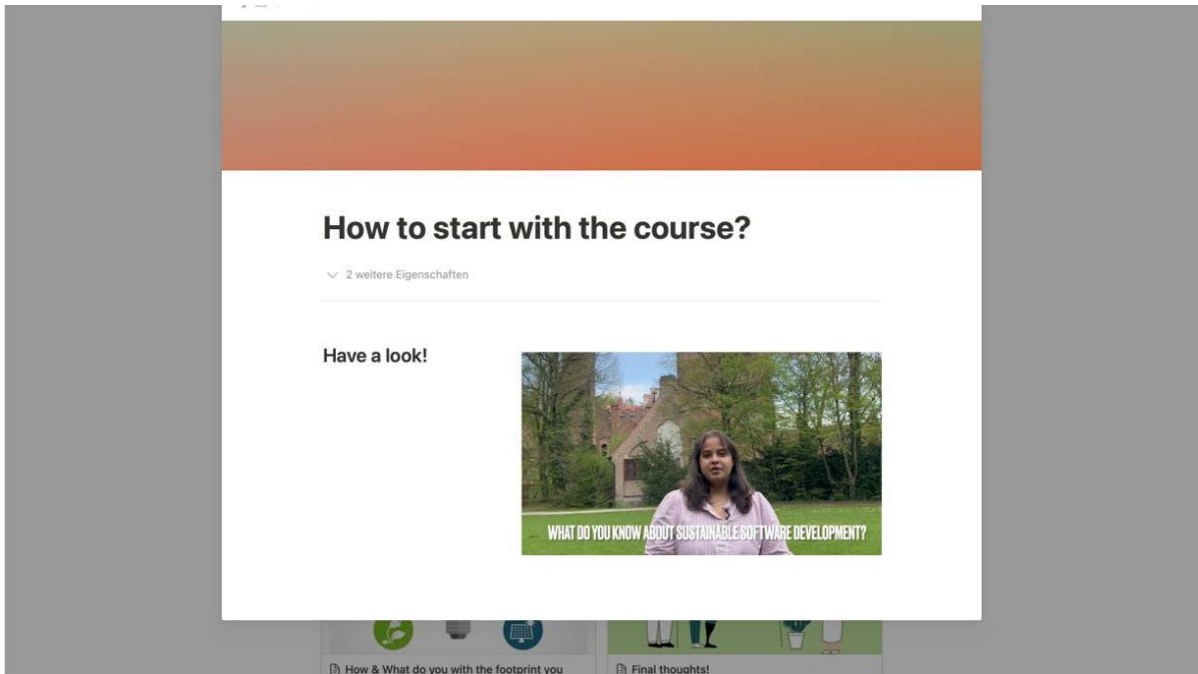 How to start with the course?
2 weitere Eigenschaften
Have a look!
WHAT DO YOU KNOW ABOUT SUSTAINABLE SOFTWARE DEVELOPMENT?
How & What do you with the footprint you
Final thoughts!